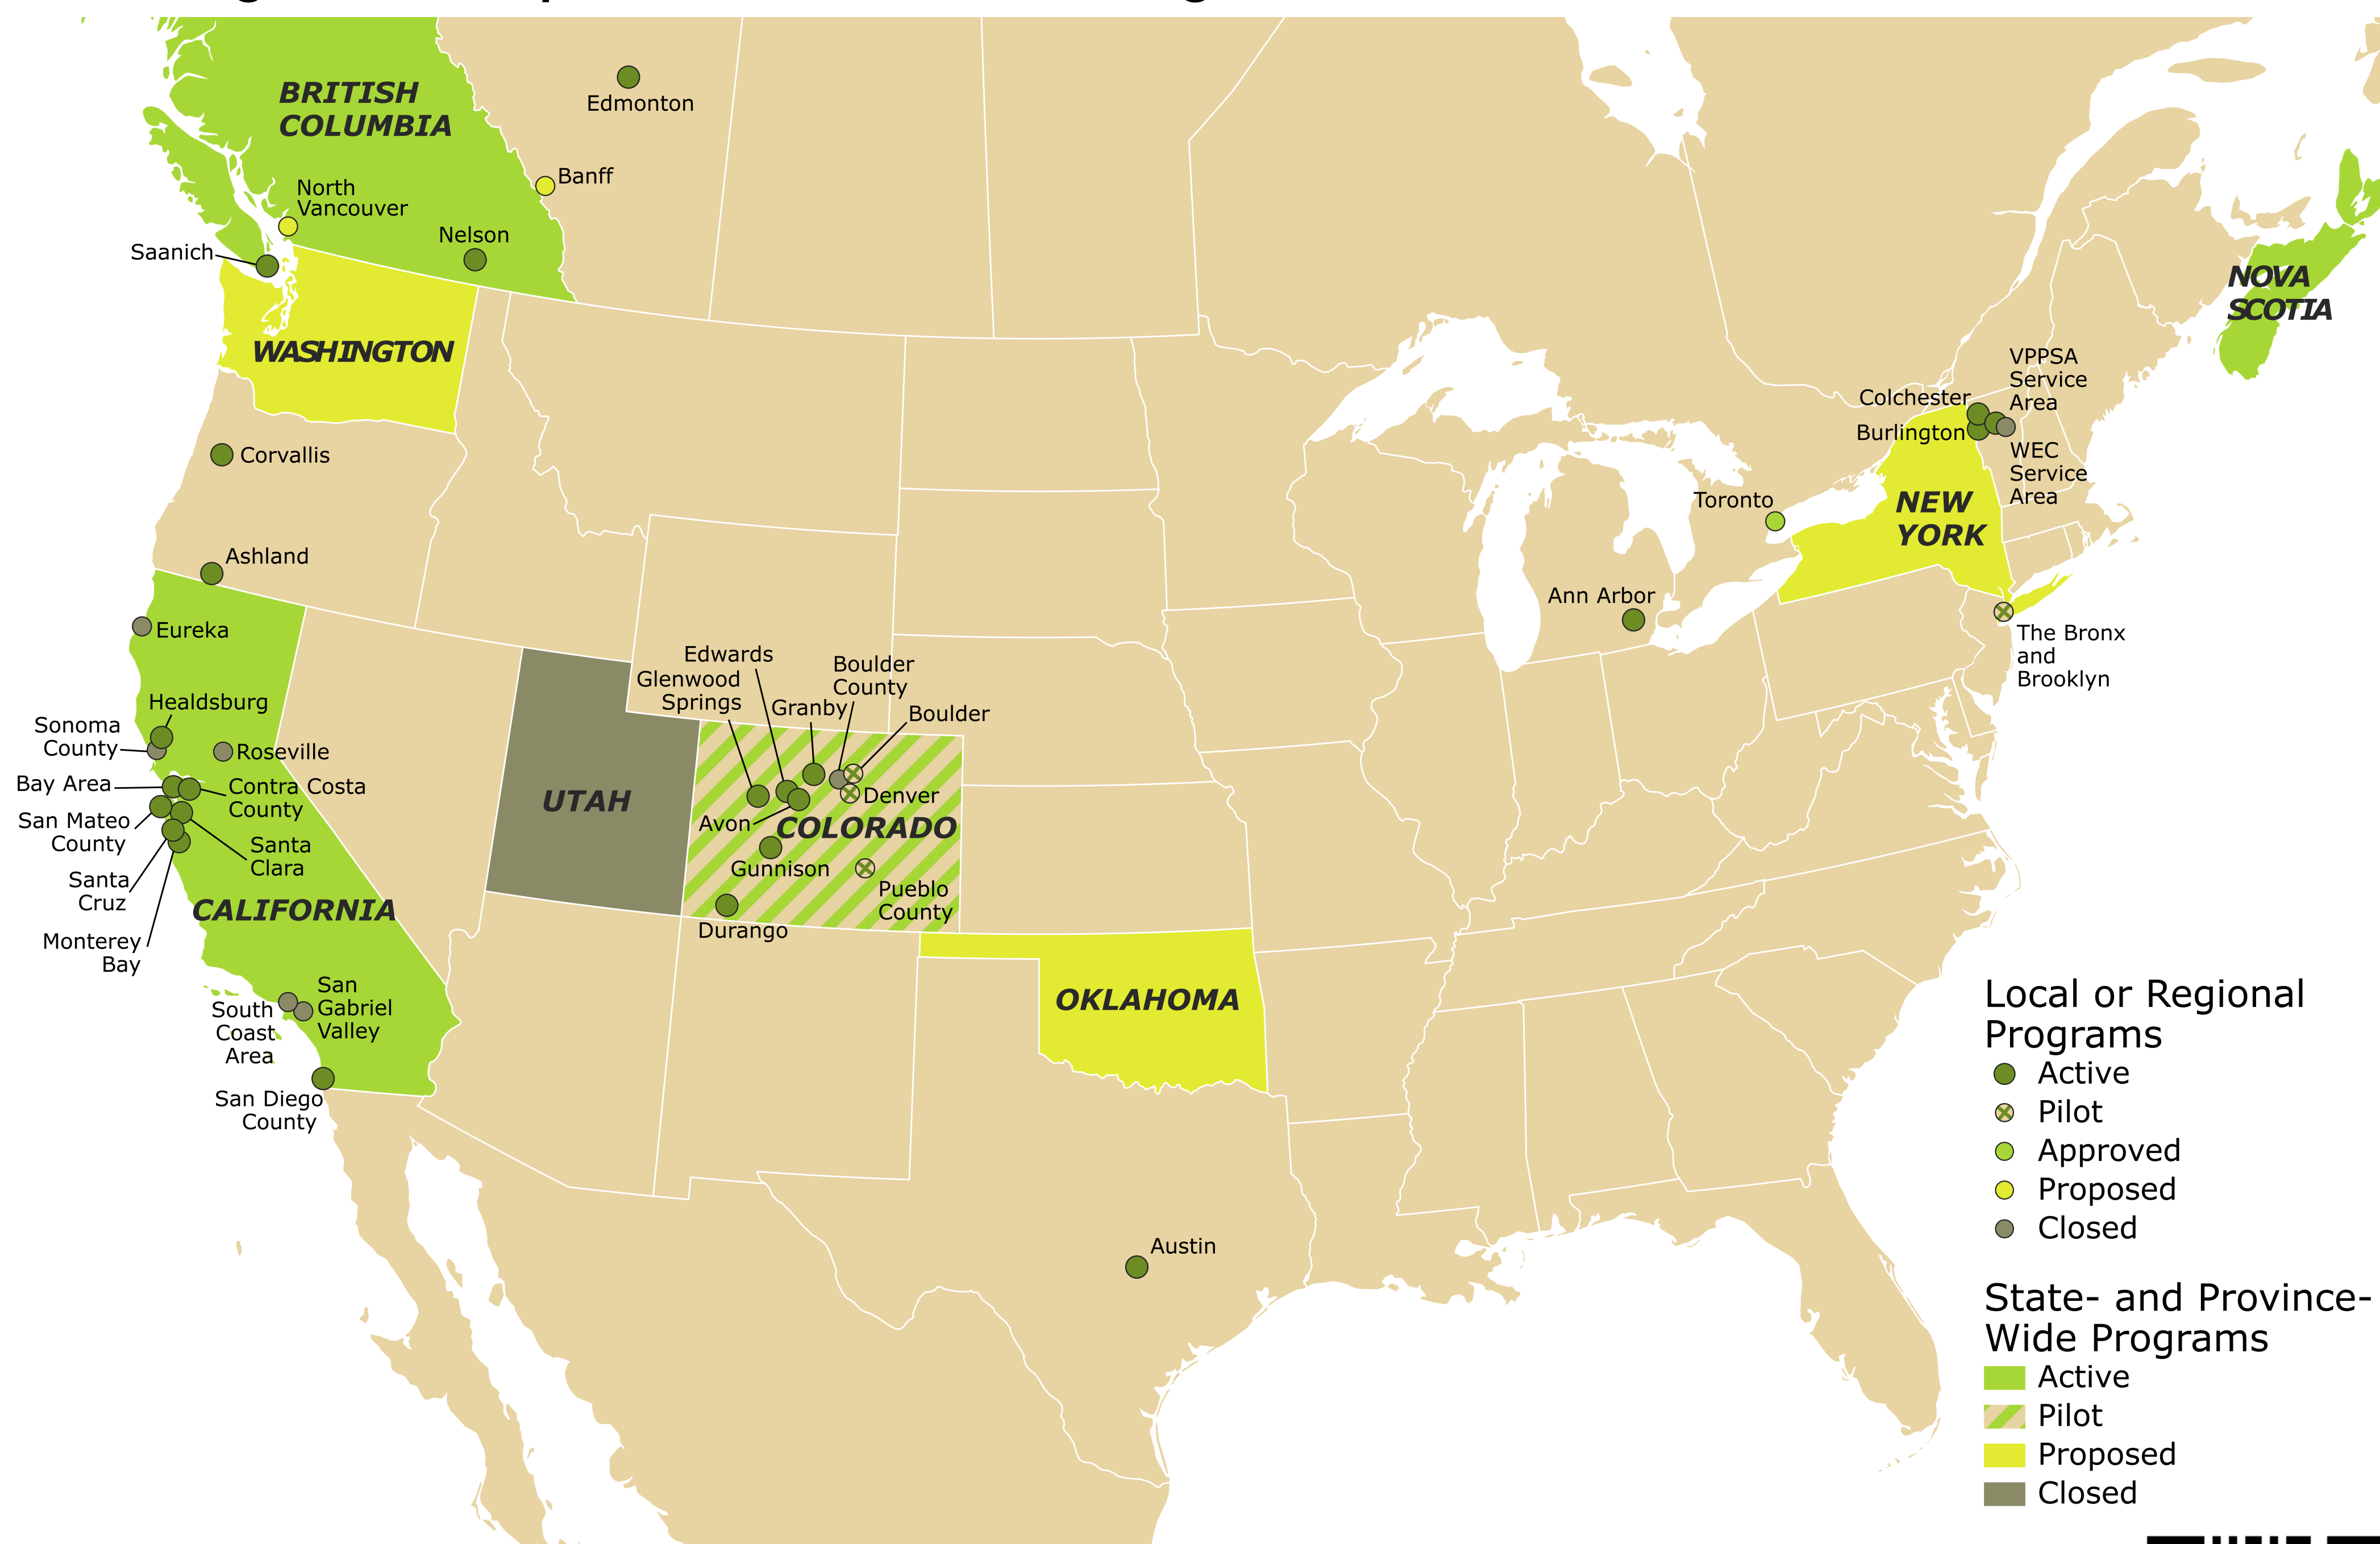 BRITISH
COLUMBIA
Edmonton
Banff
North
Vancouver
Nelson
Saanich
NOVA
SCOTIA
WASHINGTON
VPPSA
Service
Area
Colchester
Burlington
WEC
Service
Area
Corvallis
Toronto
NEW
YORK
Ashland
Ann Arbor
Eureka
The Bronx
and
Brooklyn
Edwards
Glenwood
Springs
Granby
Boulder
County
Boulder
Healdsburg
Sonoma
County
Roseville
Bay Area
Contra Costa
County
UTAH
Denver
San Mateo
County
Avon
COLORADO
Santa
Clara
Gunnison
Santa
Cruz
Pueblo
County
CALIFORNIA
Durango
Monterey
Bay
San
Gabriel
Valley
South
Coast
Area
OKLAHOMA
San Diego
County
Austin
Local or Regional
Programs
Active
Pilot
Approved
Proposed
Closed
State- and Province-
Wide Programs
Active
Pilot
Proposed
Closed